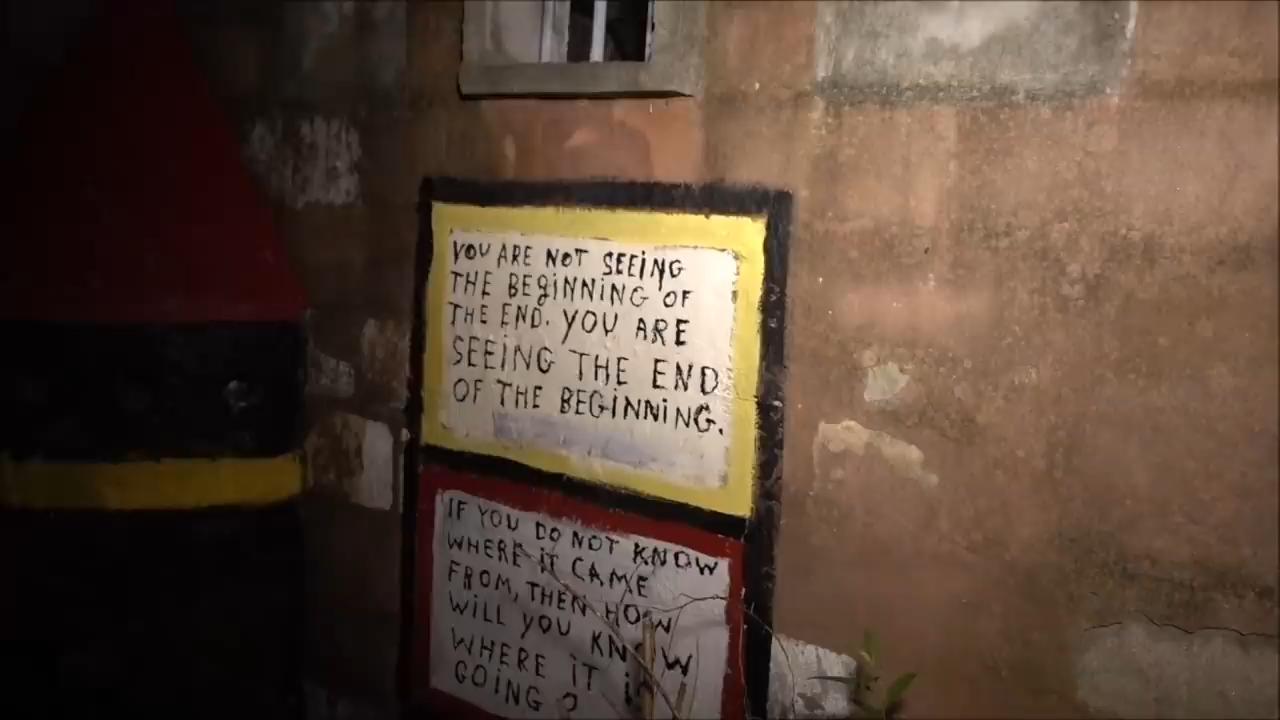 YOU ARE NOT SEEING
THE BEGINNING OF
THE END. YOU ARE
SEEING THE END
OF THE BEGINNING.
IF YOU DO NOT KNOW
WHERE IT CAME
FROM, THEN HOW
WILL YOU KNOW
WHERE IT is
GOING?